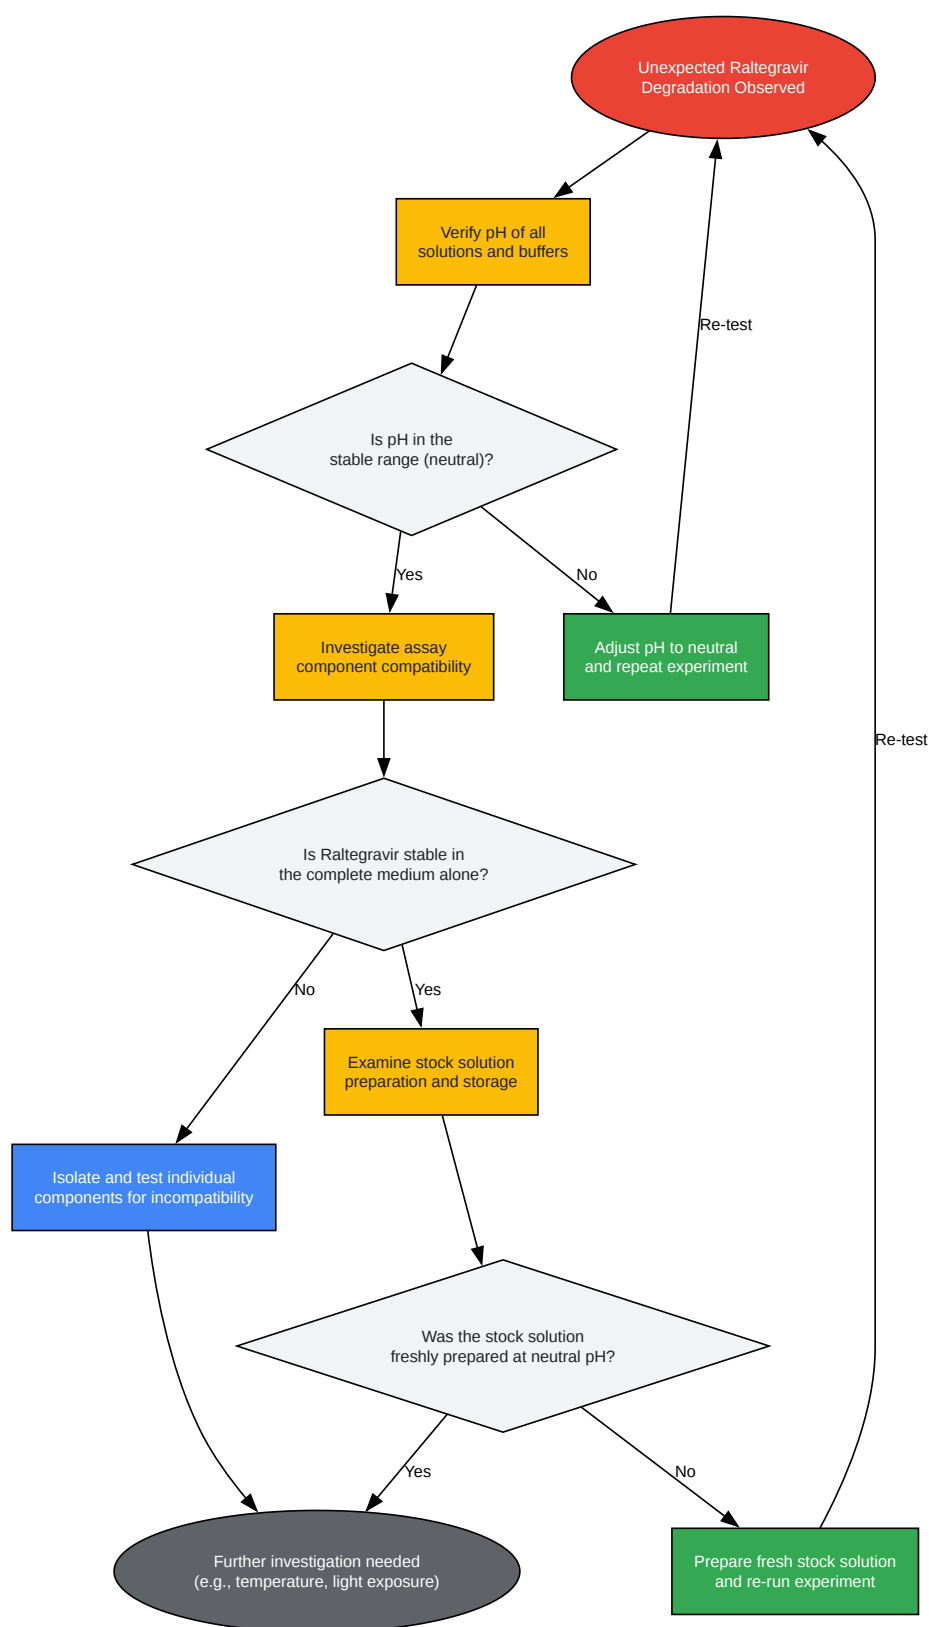 Unexpected Raltegravir
Degradation Observed
Verify pH of all
solutions and buffers
Re-test
Is pH in the
stable range (neutral)?
Yes
No
Investigate assay
component compatibility
Adjust pH to neutral
and repeat experiment
Re-test
Is Raltegravir stable in
the complete medium alone?
No
Yes
Examine stock solution
preparation and storage
Isolate and test individual
components for incompatibility
Was the stock solution
freshly prepared at neutral pH?
Yes
No
Further investigation needed
(e.g., temperature, light exposure)
Prepare fresh stock solution
and re-run experiment